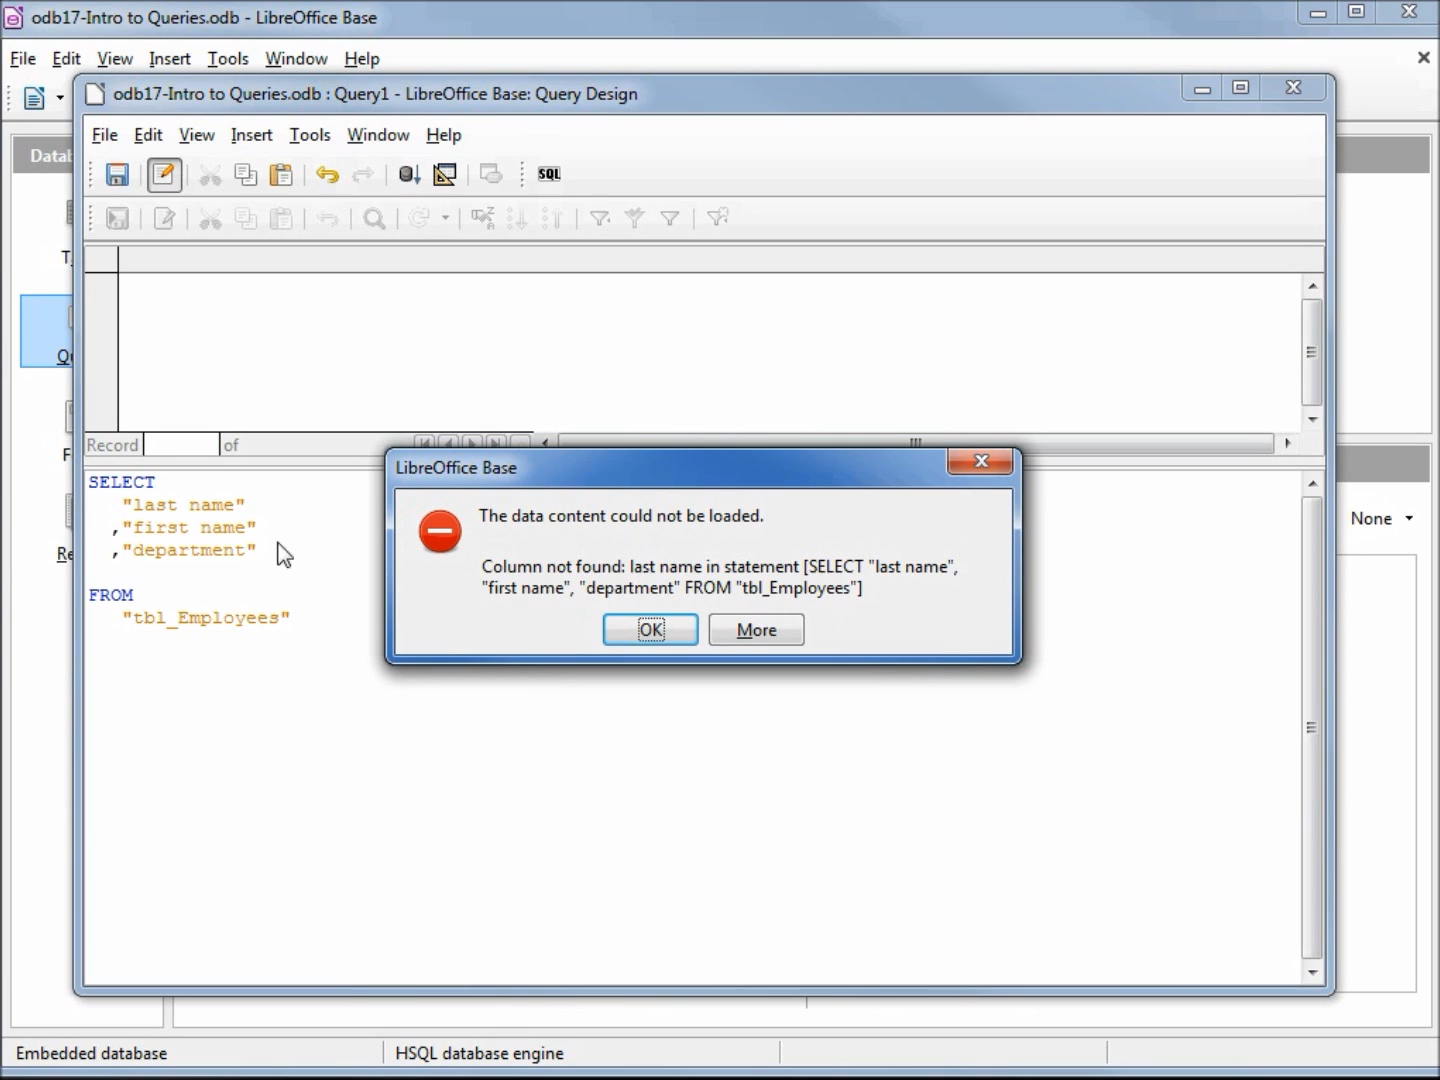 odb17-Intro to Queries.odb - LibreOffice Base
File Edit View Insert Tools Window Help
odb17-Intro to Queries.odb : Query1 - LibreOffice Base: Query Design
File Edit View Insert Tools Window Help
Datab
SQL
T
Qu
Record of
F
LibreOffice Base
SELECT
"last name"
,"first name"
,"department"
The data content could not be loaded.
None
Re
Column not found: last name in statement [SELECT "last name",
"first name", "department" FROM "tbl_Employees"]
FROM
"tbl_Employees"
OK More
Embedded database HSQL database engine